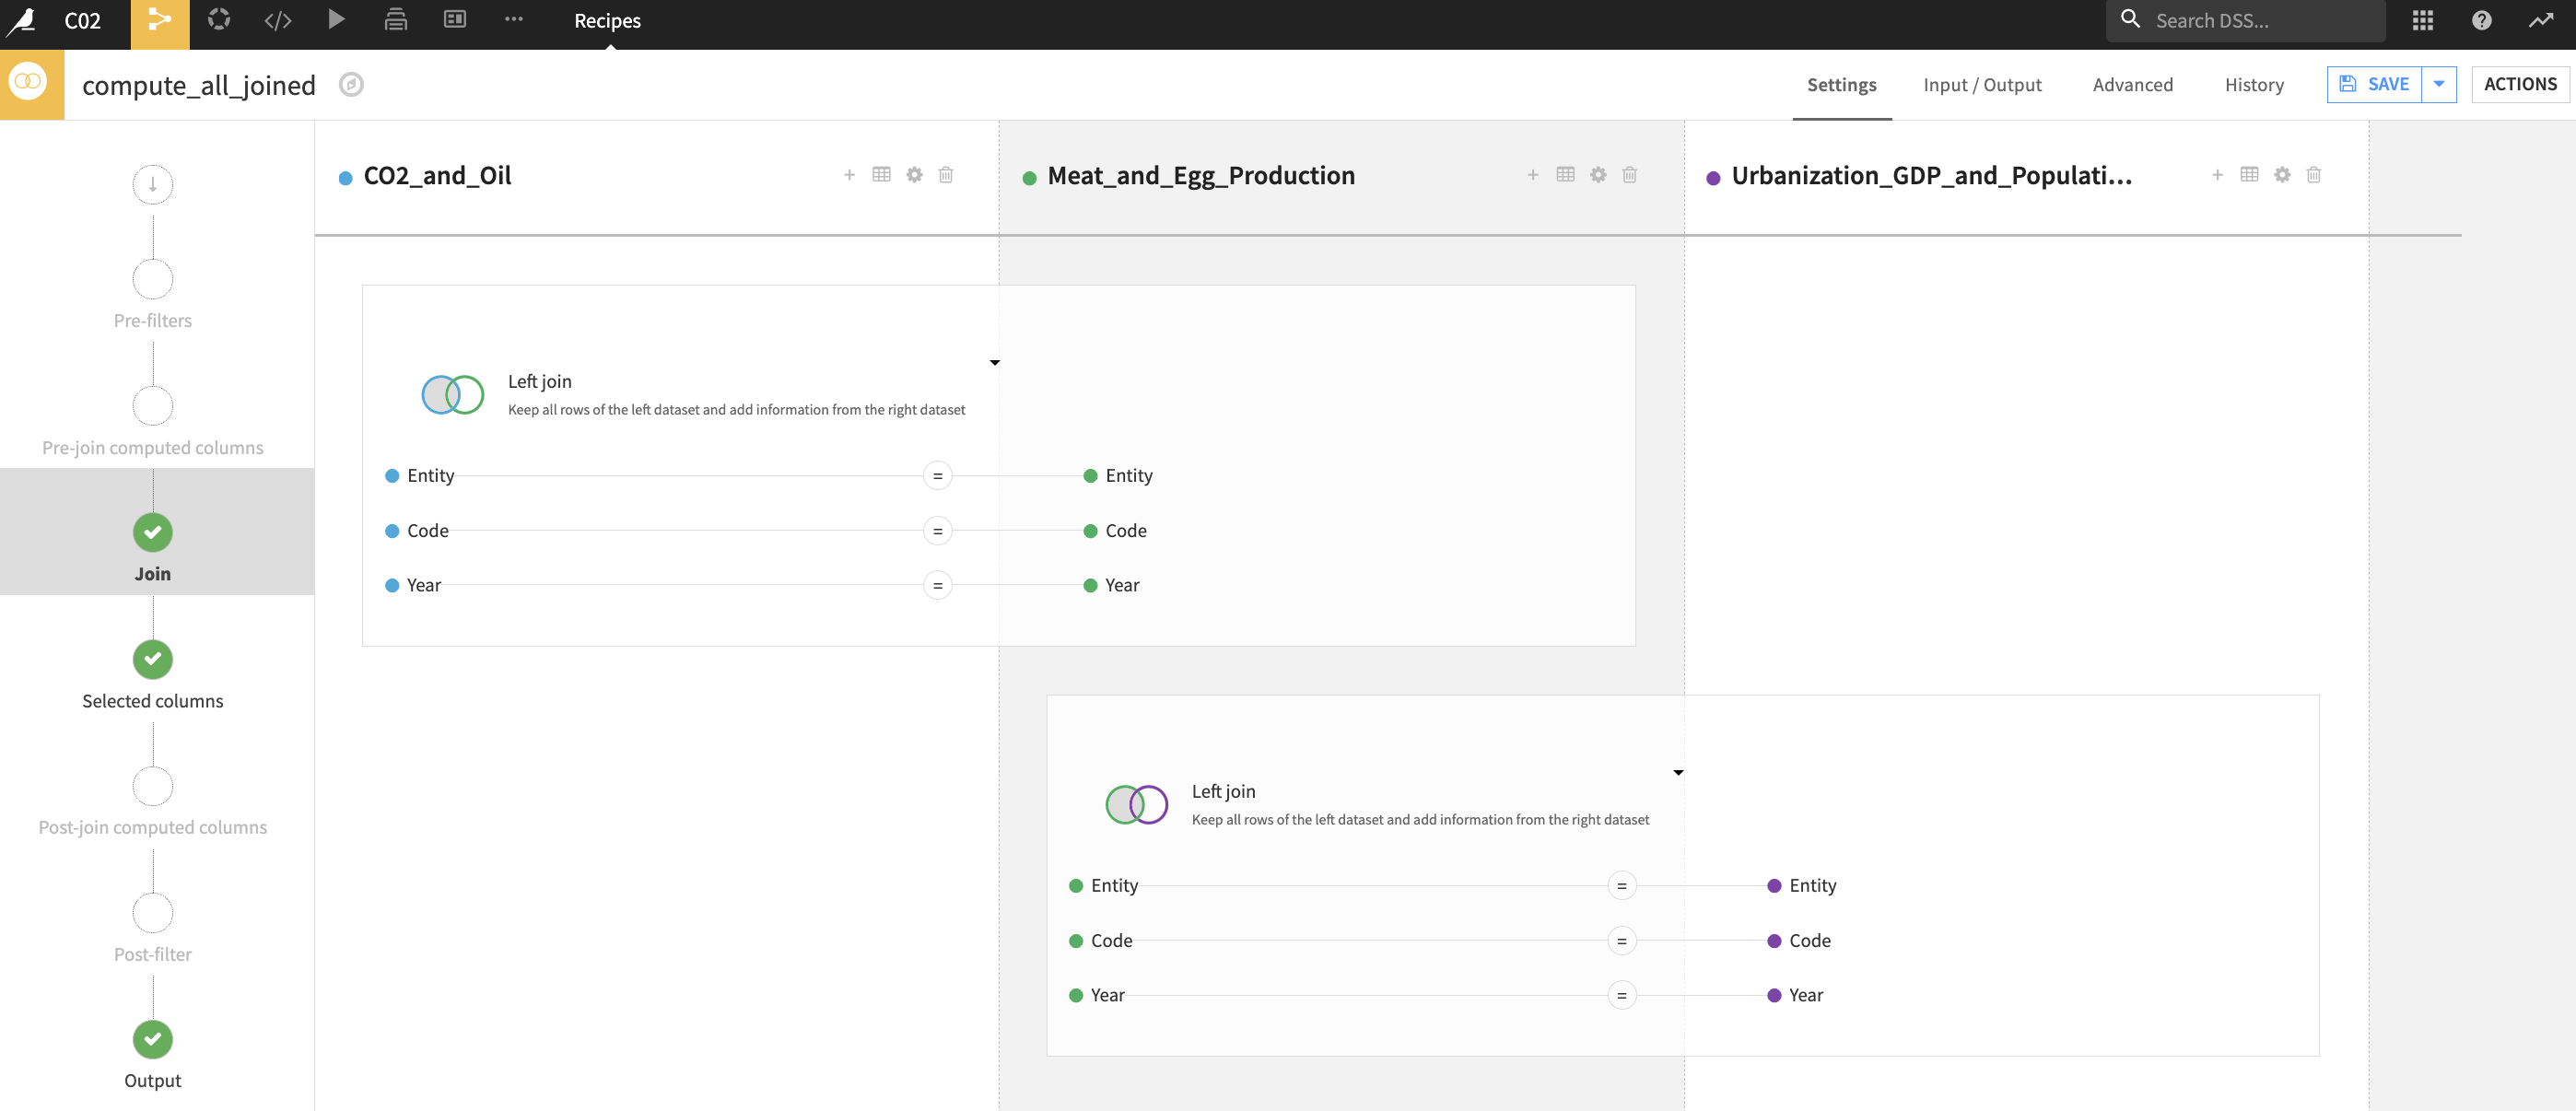 C02
Recipes
Search DSS...
compute_all_joined
Settings
Input / Output
Advanced
History
SAVE
ACTIONS
Pre-filters
Pre-join computed columns
Join
Selected columns
Post-join computed columns
Post-filter
Output
CO2_and_Oil
Meat_and_Egg_Production
Urbanization_GDP_and_Populati...
Left join
Keep all rows of the left dataset and add information from the right dataset
Entity = Entity
Code = Code
Year = Year
Left join
Keep all rows of the left dataset and add information from the right dataset
Entity = Entity
Code = Code
Year = Year